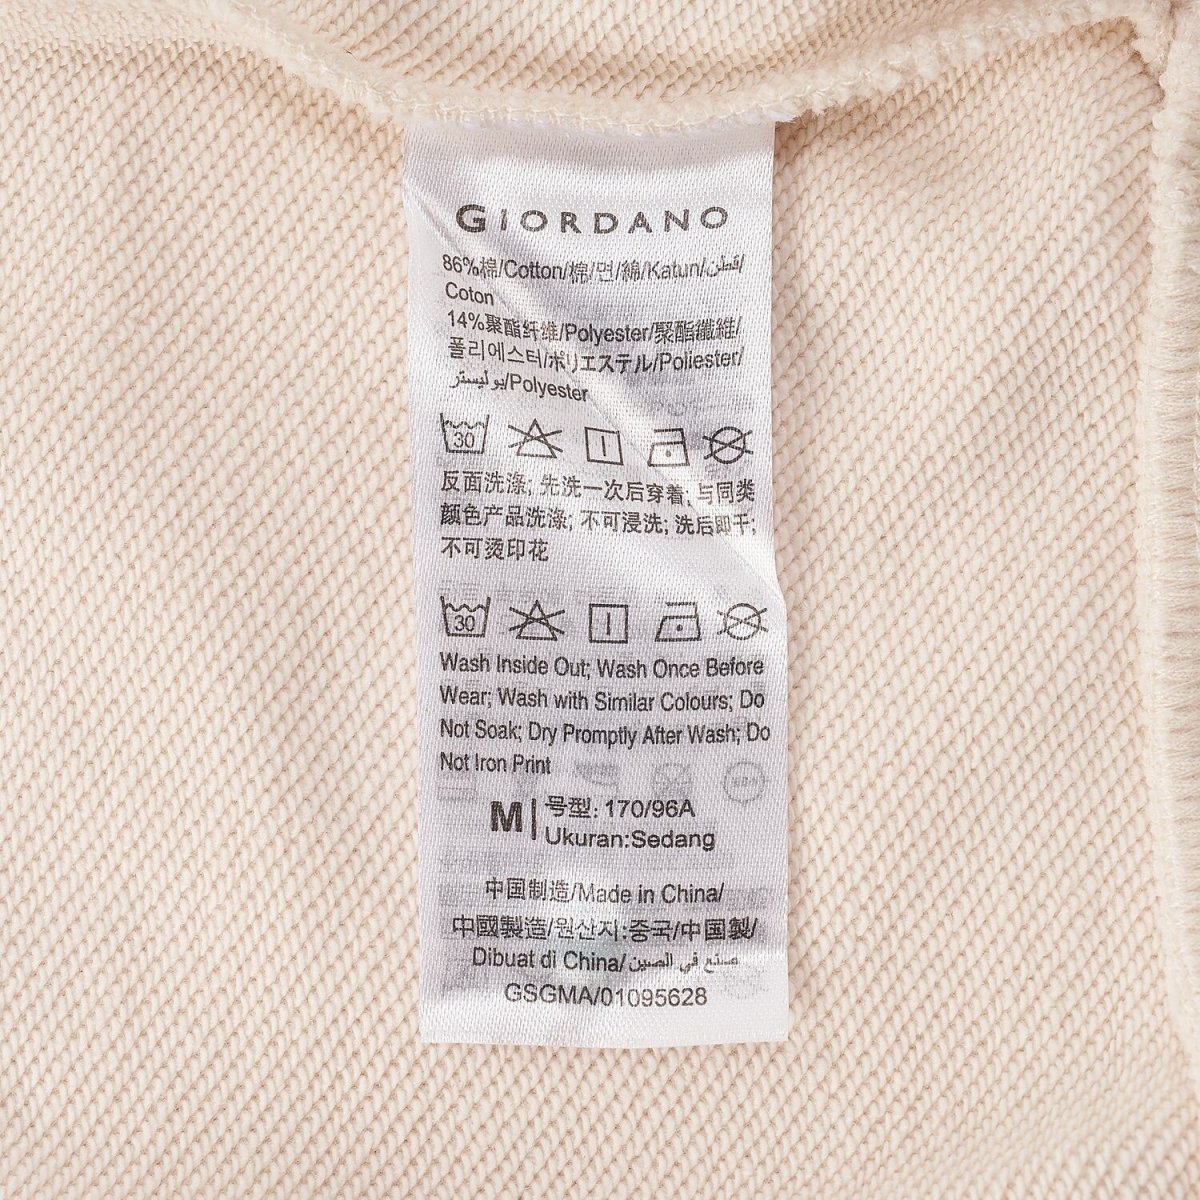 GIORDANO
86%棉/Cotton/棉/면/綿/Katun/قطن/
Coton
14%聚酯纤维/Polyester/聚酯纖維/
폴리에스터/ポリエステル/Poliester/
بوليستر/Polyester
30
反面洗涤; 先洗一次后穿着; 与同类
颜色产品洗涤; 不可浸洗; 洗后即干;
不可烫印花
30
Wash Inside Out; Wash Once Before
Wear; Wash with Similar Colours; Do
Not Soak; Dry Promptly After Wash; Do
Not Iron Print
M 号型: 170/96A
Ukuran:Sedang
中国制造/Made in China/
中國製造/원산지:중국/中国製/
Dibuat di China/صنع في الصين
GSGMA/01095628